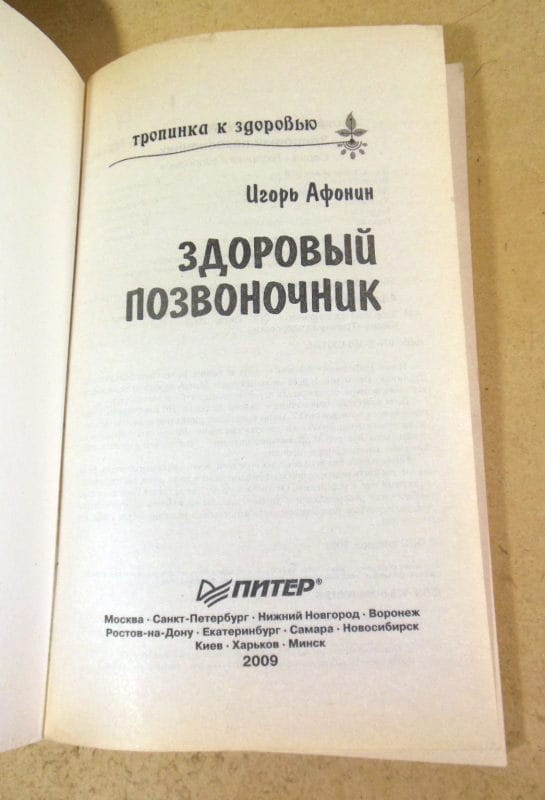 тропинка к здоровью
Игорь Афонин
ЗДОРОВЫЙ
ПОЗВОНОЧНИК
ПИТЕР®
Москва · Санкт-Петербург · Нижний Новгород · Воронеж
Ростов-на-Дону · Екатеринбург · Самара · Новосибирск
Киев · Харьков · Минск
2009